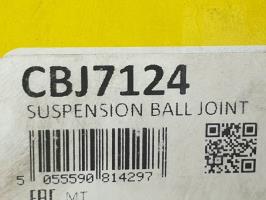 CBJ7124
SUSPENSION BALL JOINT
5 055590 814297
EAC MT